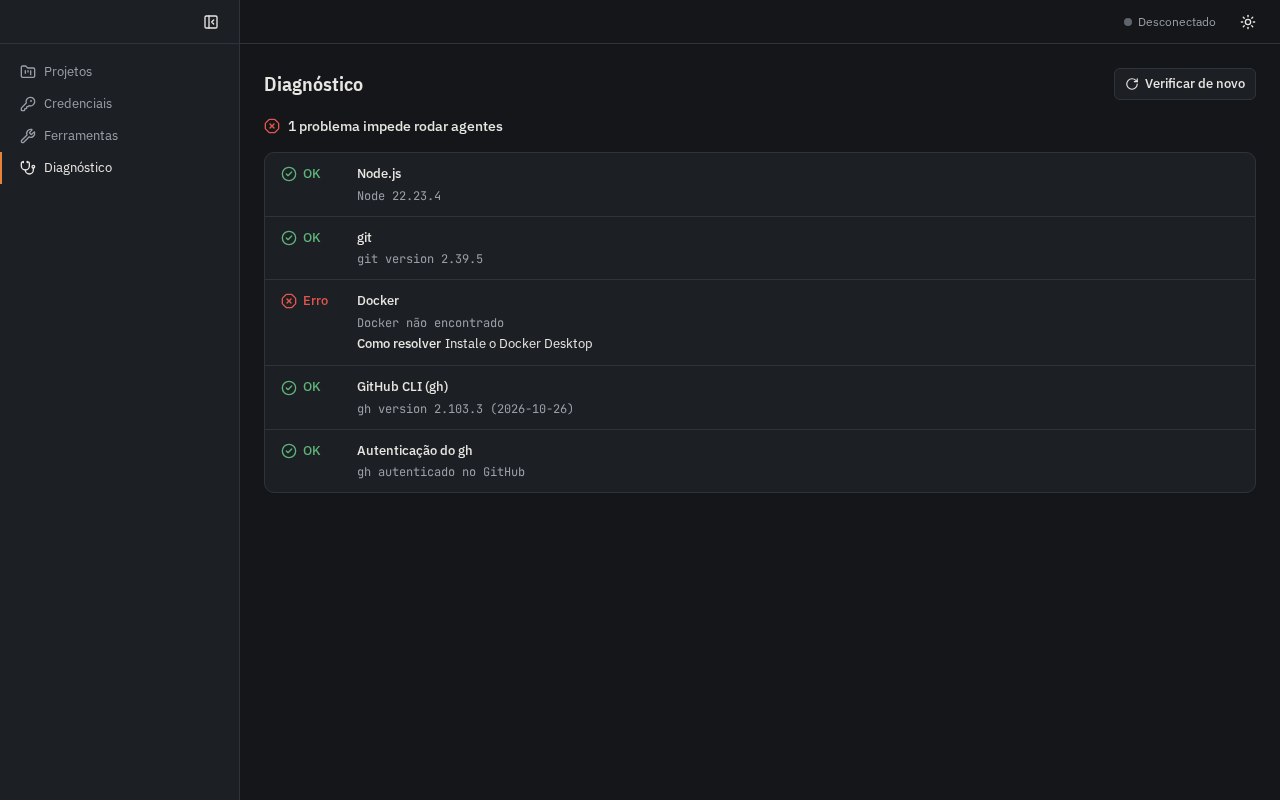 Desconectado
Projetos
Credenciais
Ferramentas
Diagnóstico
Diagnóstico
Verificar de novo
1 problema impede rodar agentes
OK
Node.js
Node 22.23.4
OK
git
git version 2.39.5
Erro
Docker
Docker não encontrado
Como resolver Instale o Docker Desktop
OK
GitHub CLI (gh)
gh version 2.103.3 (2026-10-26)
OK
Autenticação do gh
gh autenticado no GitHub